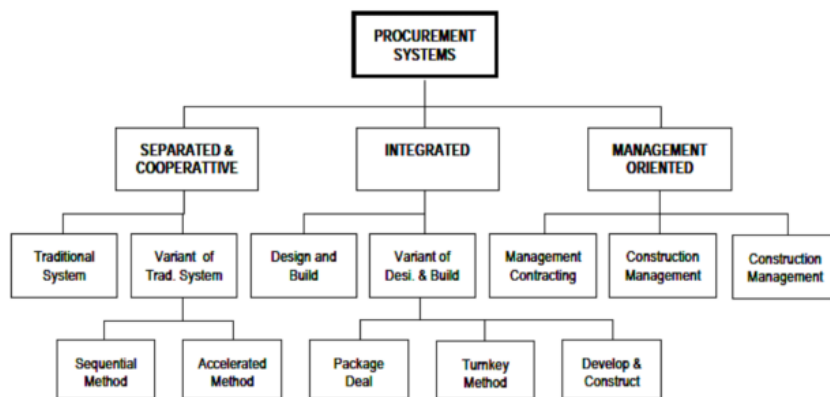 PROCUREMENT
SYSTEMS
SEPARATED &
COOPERATTIVE
INTEGRATED
MANAGEMENT
ORIENTED
Traditional
System
Variant of
Trad. System
Design and
Build
Variant of
Desi. & Build
Management
Contracting
Construction
Management
Construction
Management
Sequential
Method
Accelerated
Method
Package
Deal
Turnkey
Method
Develop &
Construct